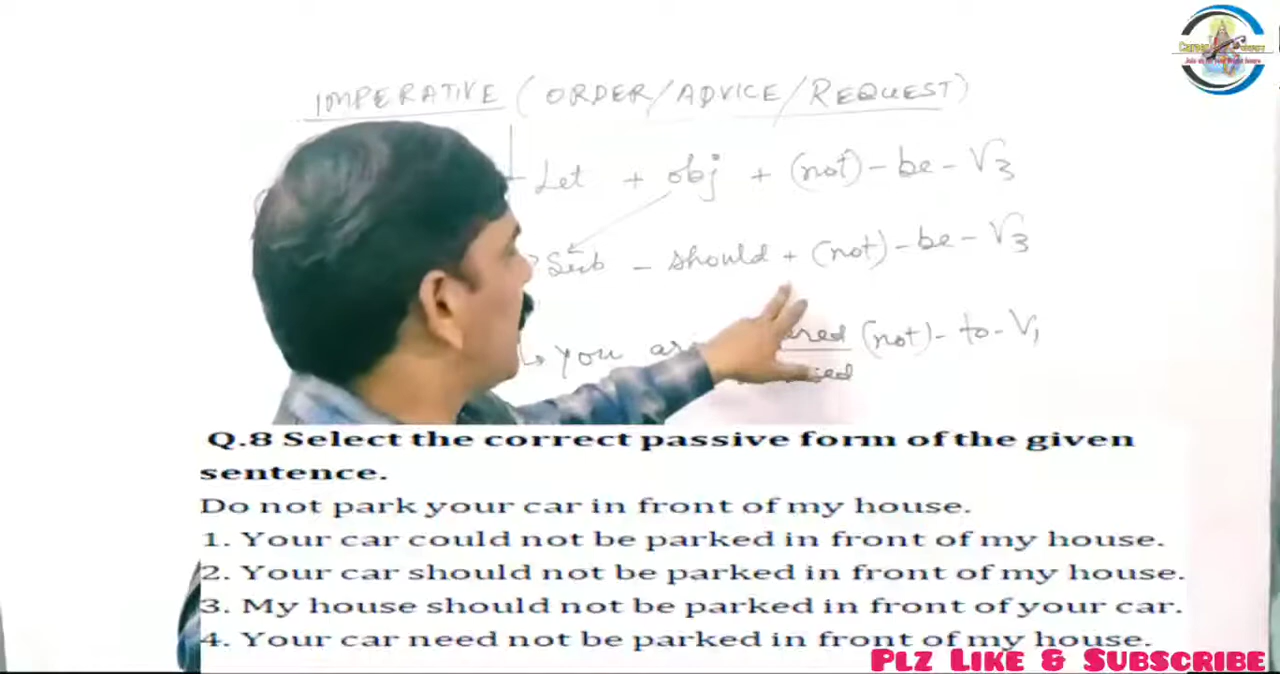 IMPERATIVE (ORDER/ADVICE/REQUEST)
Let + obj + (not) - be - V3
Sub - should + (not) - be - V3
You (not) - to - V1
Q.8 Select the correct passive form of the given
sentence.
Do not park your car in front of my house.
1. Your car could not be parked in front of my house.
2. Your car should not be parked in front of my house.
3. My house should not be parked in front of your car.
4. Your car need not be parked in front of my house.
Plz Like & Subscribe